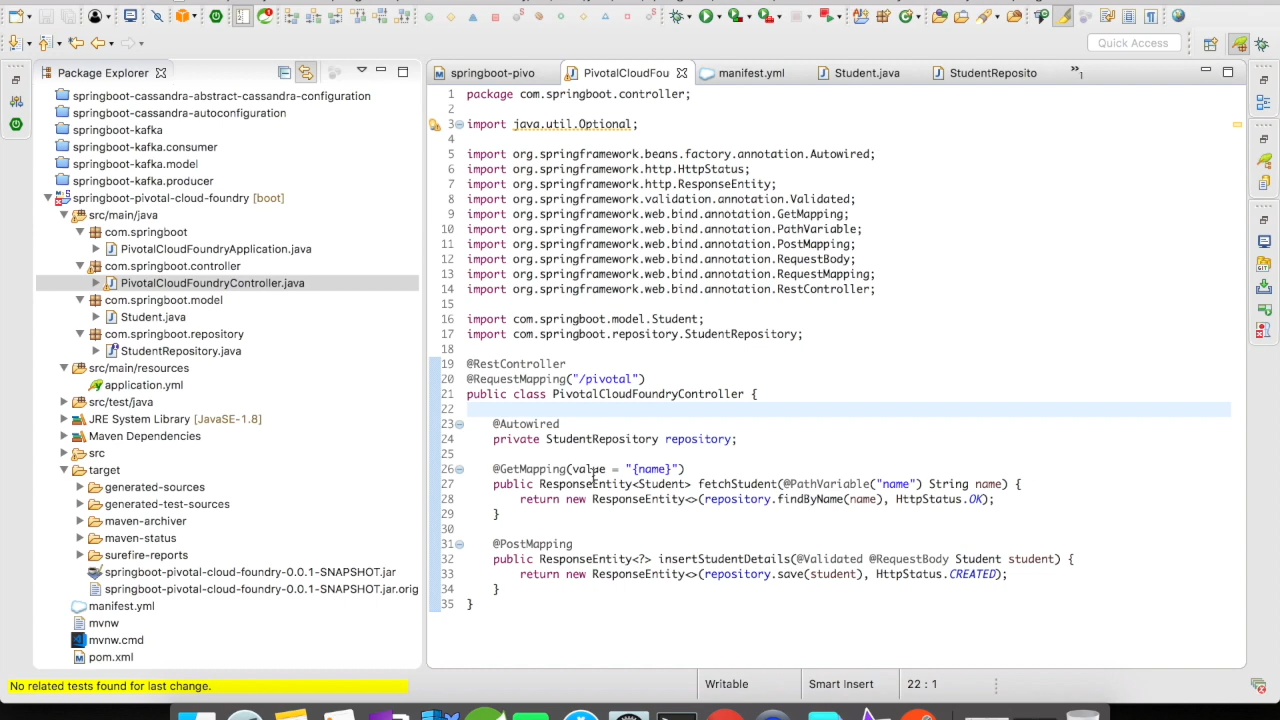 Quick Access
Package Explorer
springboot-cassandra-abstract-cassandra-configuration
springboot-cassandra-autoconfiguration
springboot-kafka
springboot-kafka.consumer
springboot-kafka.model
springboot-kafka.producer
springboot-pivotal-cloud-foundry [boot]
src/main/java
com.springboot
PivotalCloudFoundryApplication.java
com.springboot.controller
PivotalCloudFoundryController.java
com.springboot.model
Student.java
com.springboot.repository
StudentRepository.java
src/main/resources
application.yml
src/test/java
JRE System Library [JavaSE-1.8]
Maven Dependencies
src
target
generated-sources
generated-test-sources
maven-archiver
maven-status
surefire-reports
springboot-pivotal-cloud-foundry-0.0.1-SNAPSHOT.jar
springboot-pivotal-cloud-foundry-0.0.1-SNAPSHOT.jar.orig
manifest.yml
mvnw
mvnw.cmd
pom.xml
springboot-pivo PivotalCloudFou manifest.yml Student.java StudentReposito »1
1 package com.springboot.controller;
2
3 import java.util.Optional;
4
5 import org.springframework.beans.factory.annotation.Autowired;
6 import org.springframework.http.HttpStatus;
7 import org.springframework.http.ResponseEntity;
8 import org.springframework.validation.annotation.Validated;
9 import org.springframework.web.bind.annotation.GetMapping;
10 import org.springframework.web.bind.annotation.PathVariable;
11 import org.springframework.web.bind.annotation.PostMapping;
12 import org.springframework.web.bind.annotation.RequestBody;
13 import org.springframework.web.bind.annotation.RequestMapping;
14 import org.springframework.web.bind.annotation.RestController;
15
16 import com.springboot.model.Student;
17 import com.springboot.repository.StudentRepository;
18
19 @RestController
20 @RequestMapping("/pivotal")
21 public class PivotalCloudFoundryController {
22
23 @Autowired
24 private StudentRepository repository;
25
26 @GetMapping(value = "{name}")
27 public ResponseEntity<Student> fetchStudent(@PathVariable("name") String name) {
28 return new ResponseEntity<>(repository.findByName(name), HttpStatus.OK);
29 }
30
31 @PostMapping
32 public ResponseEntity<?> insertStudentDetails(@Validated @RequestBody Student student) {
33 return new ResponseEntity<>(repository.save(student), HttpStatus.CREATED);
34 }
35 }
No related tests found for last change.
Writable Smart Insert 22 : 1